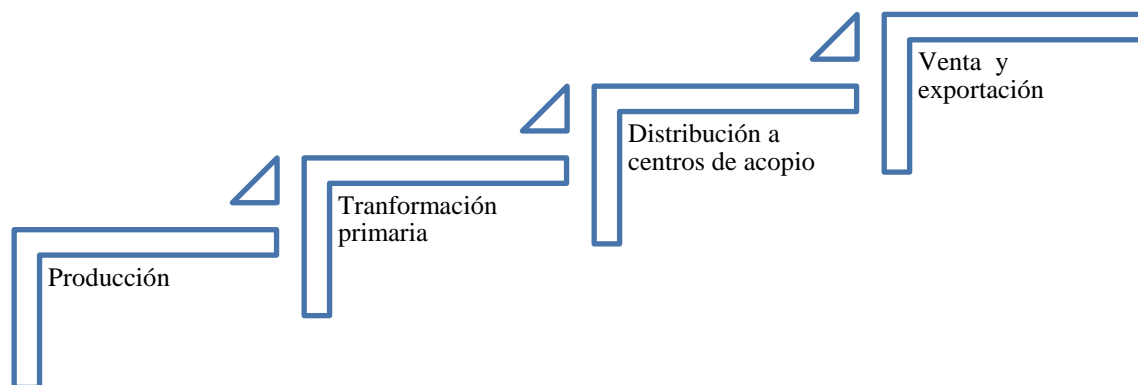 Producción
Tranformación
primaria
Distribución a
centros de acopio
Venta y
exportación